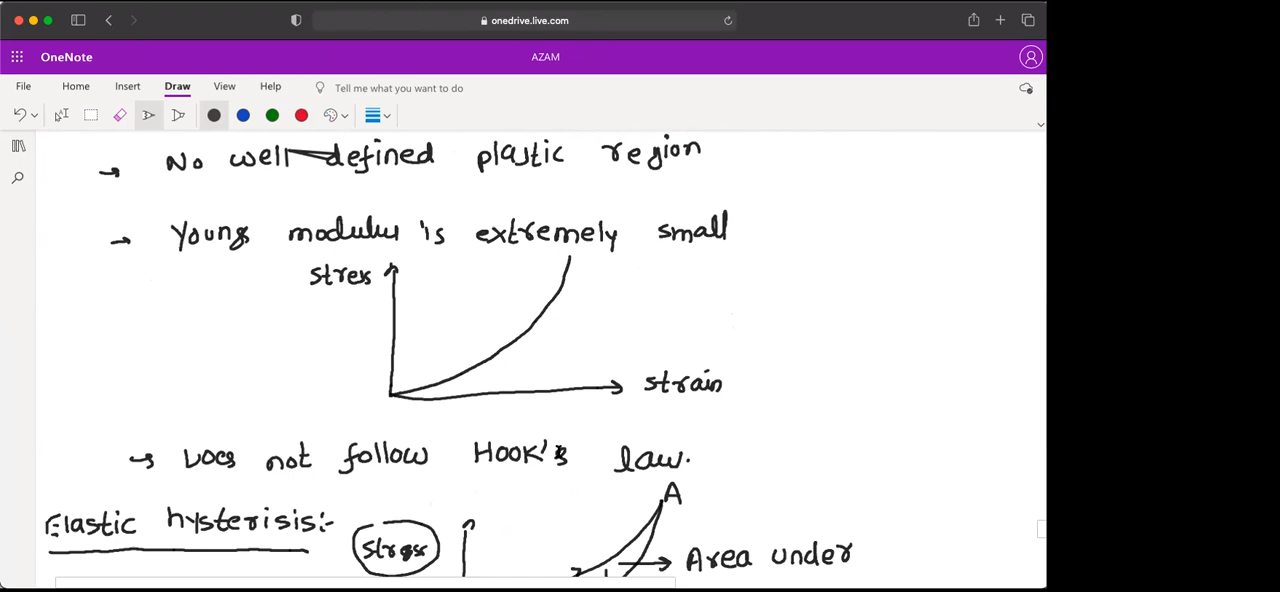 onedrive.live.com
OneNote
AZAM
File Home Insert Draw View Help Tell me what you want to do
→ No well-defined plastic region
→ Youngs modulus is extremely small
stress
strain
→ Does not follow HOOK's law.
A
Elastic hysterisis:-
stress
→ Area under